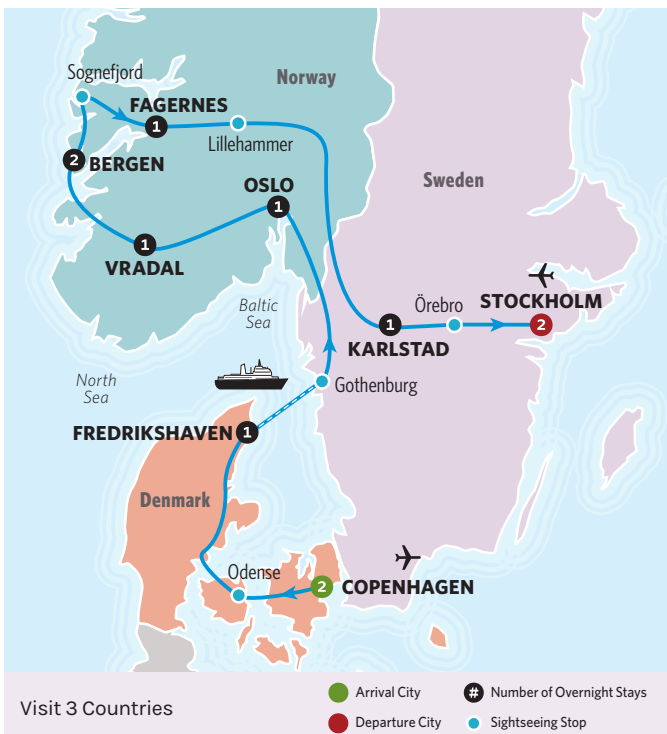 Sognefjord
Norway
FAGERNES
1
Lillehammer
2
BERGEN
OSLO
1
Sweden
1
VRADAL
Baltic
Sea
Örebro
STOCKHOLM
1
2
KARLSTAD
North
Sea
Gothenburg
FREDRIKSHAVEN
1
Denmark
Odense
2
COPENHAGEN
Visit 3 Countries
Arrival City
# Number of Overnight Stays
Departure City
Sightseeing Stop